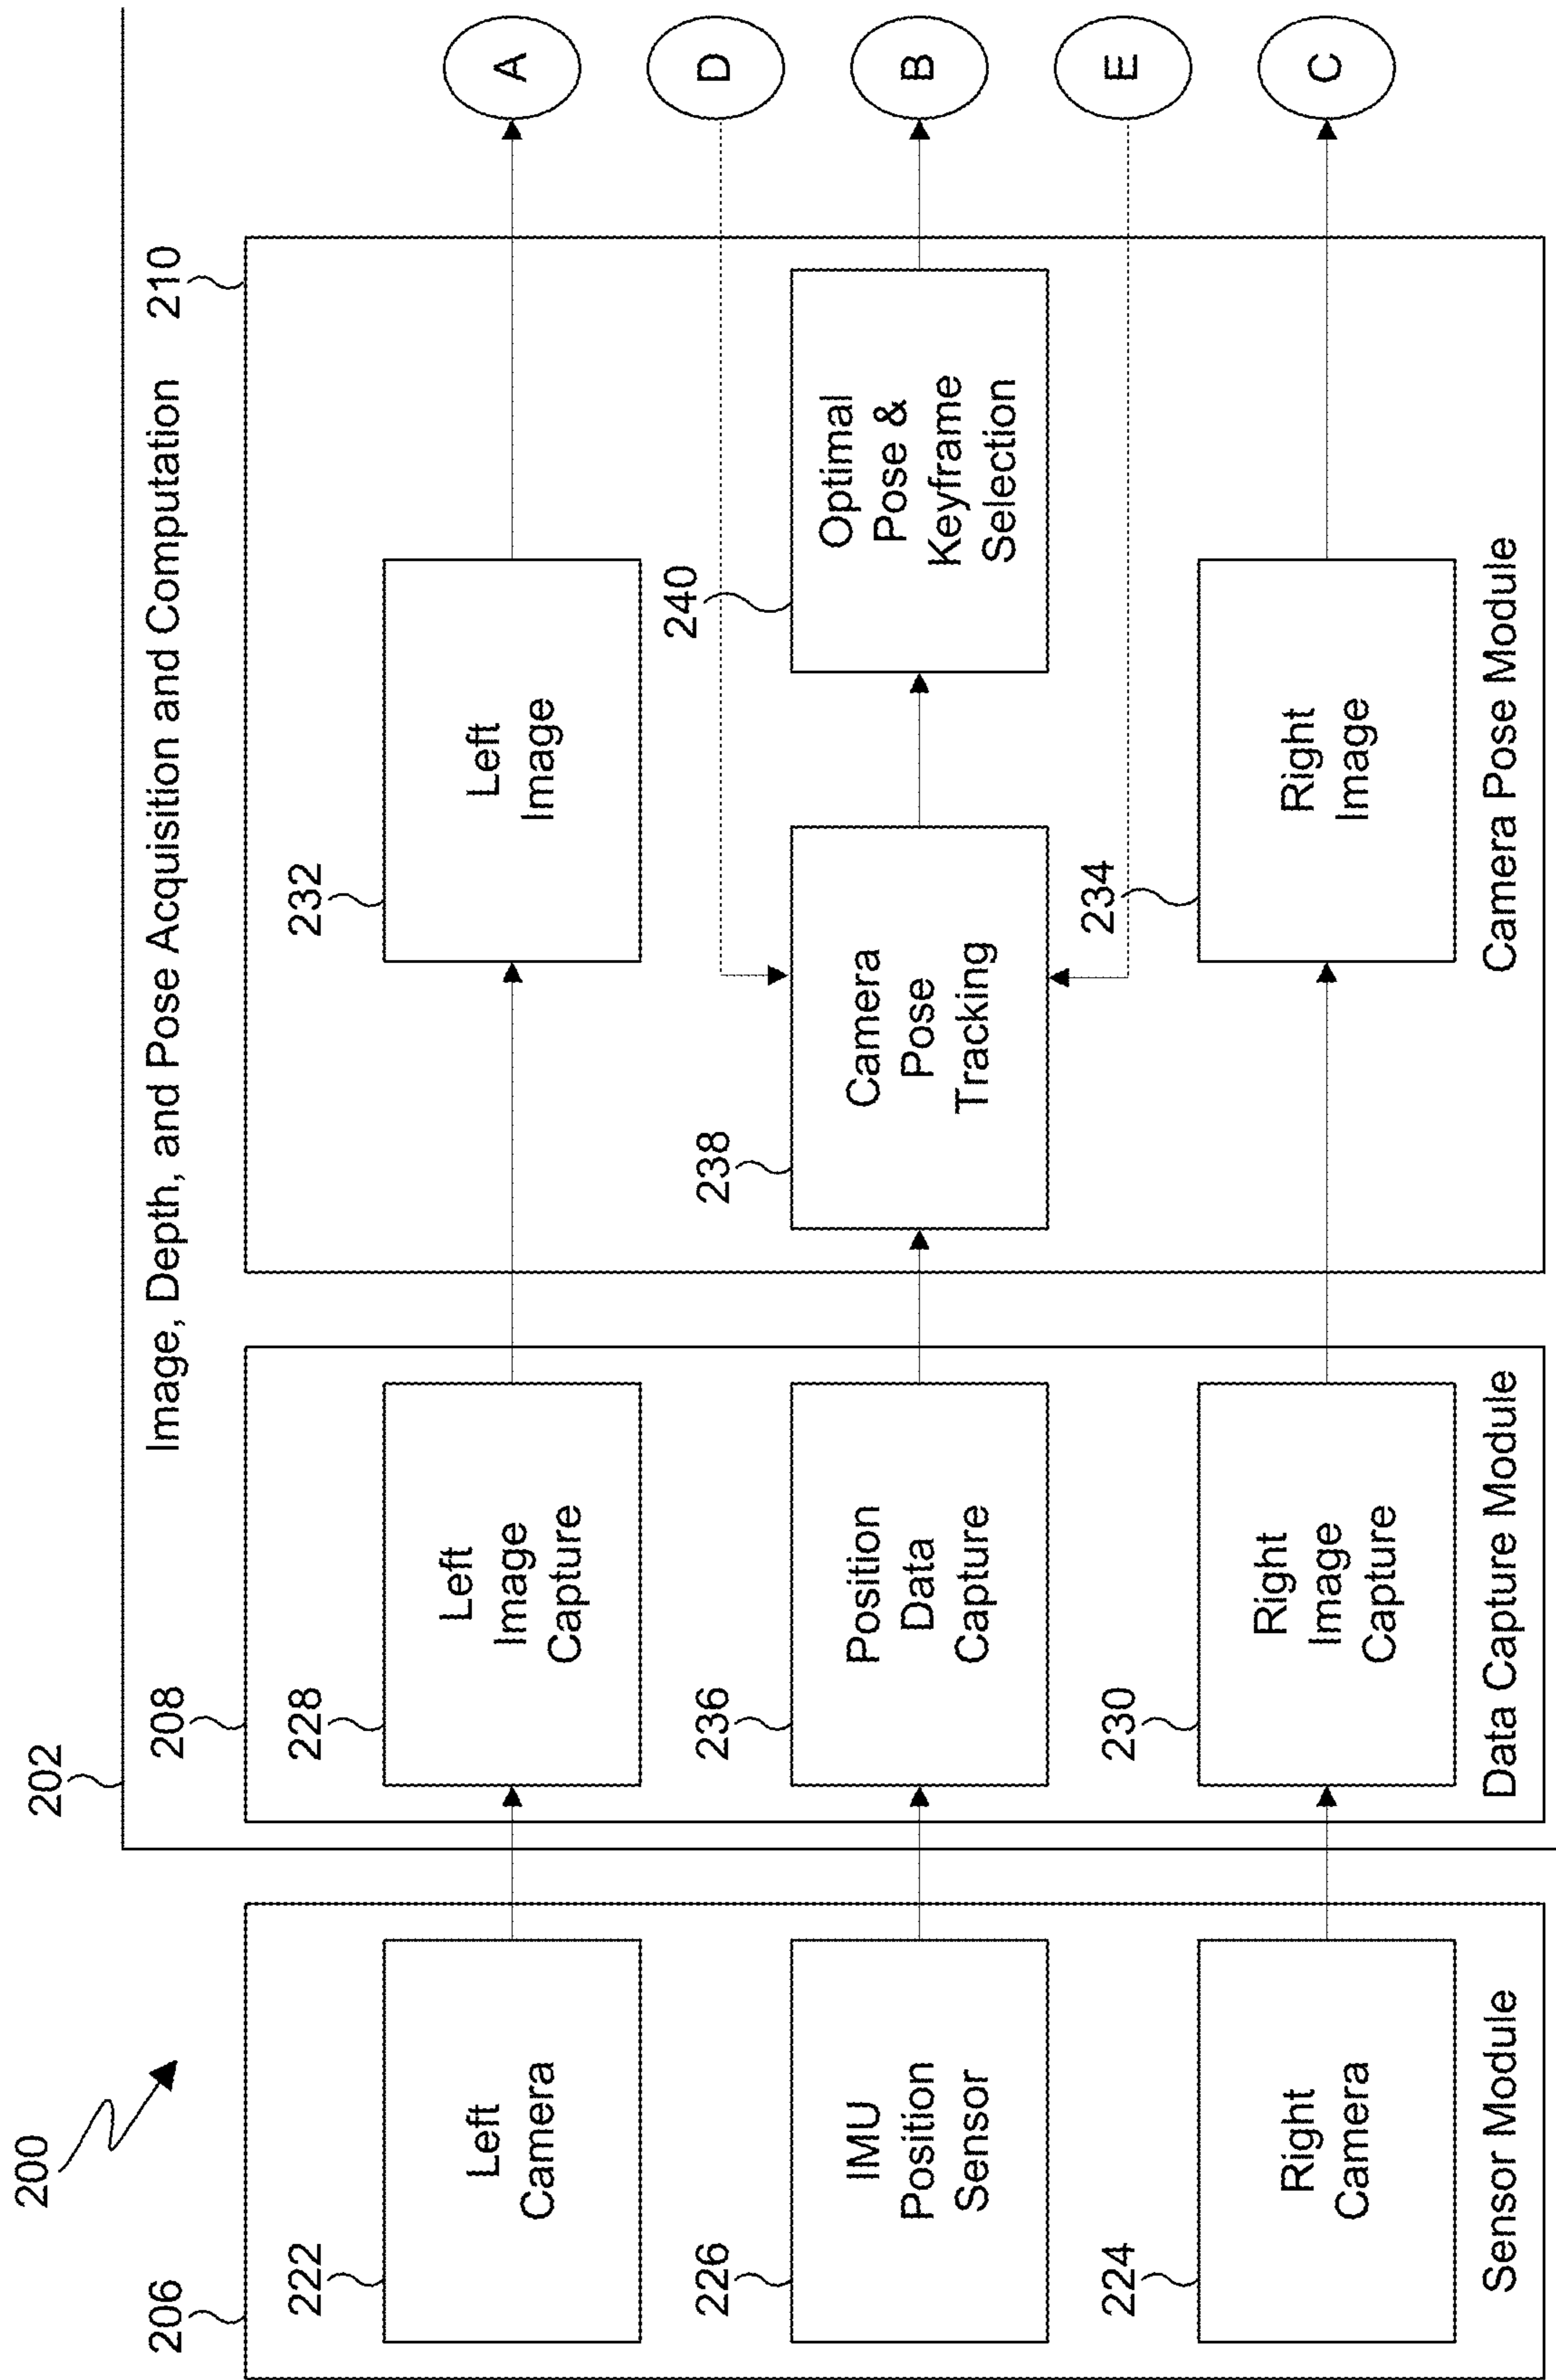 200
202
Image, Depth, and Pose Acquisition and Computation
206
208
210
222
Left
Camera
228
Left
Image
Capture
232
Left
Image
A
D
226
IMU
Position
Sensor
236
Position
Data
Capture
238
Camera
Pose
Tracking
240
Optimal
Pose &
Keyframe
Selection
B
E
224
Right
Camera
230
Right
Image
Capture
234
Right
Image
C
Sensor Module
Data Capture Module
Camera Pose Module